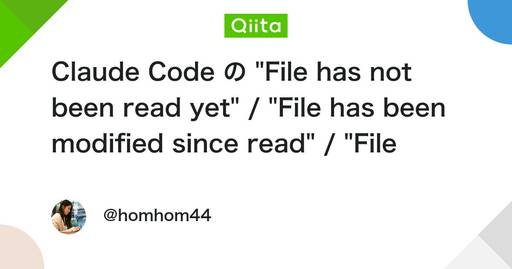 Qiita
Claude Code の "File has not
been read yet" / "File has been
modified since read" / "File
@homhom44